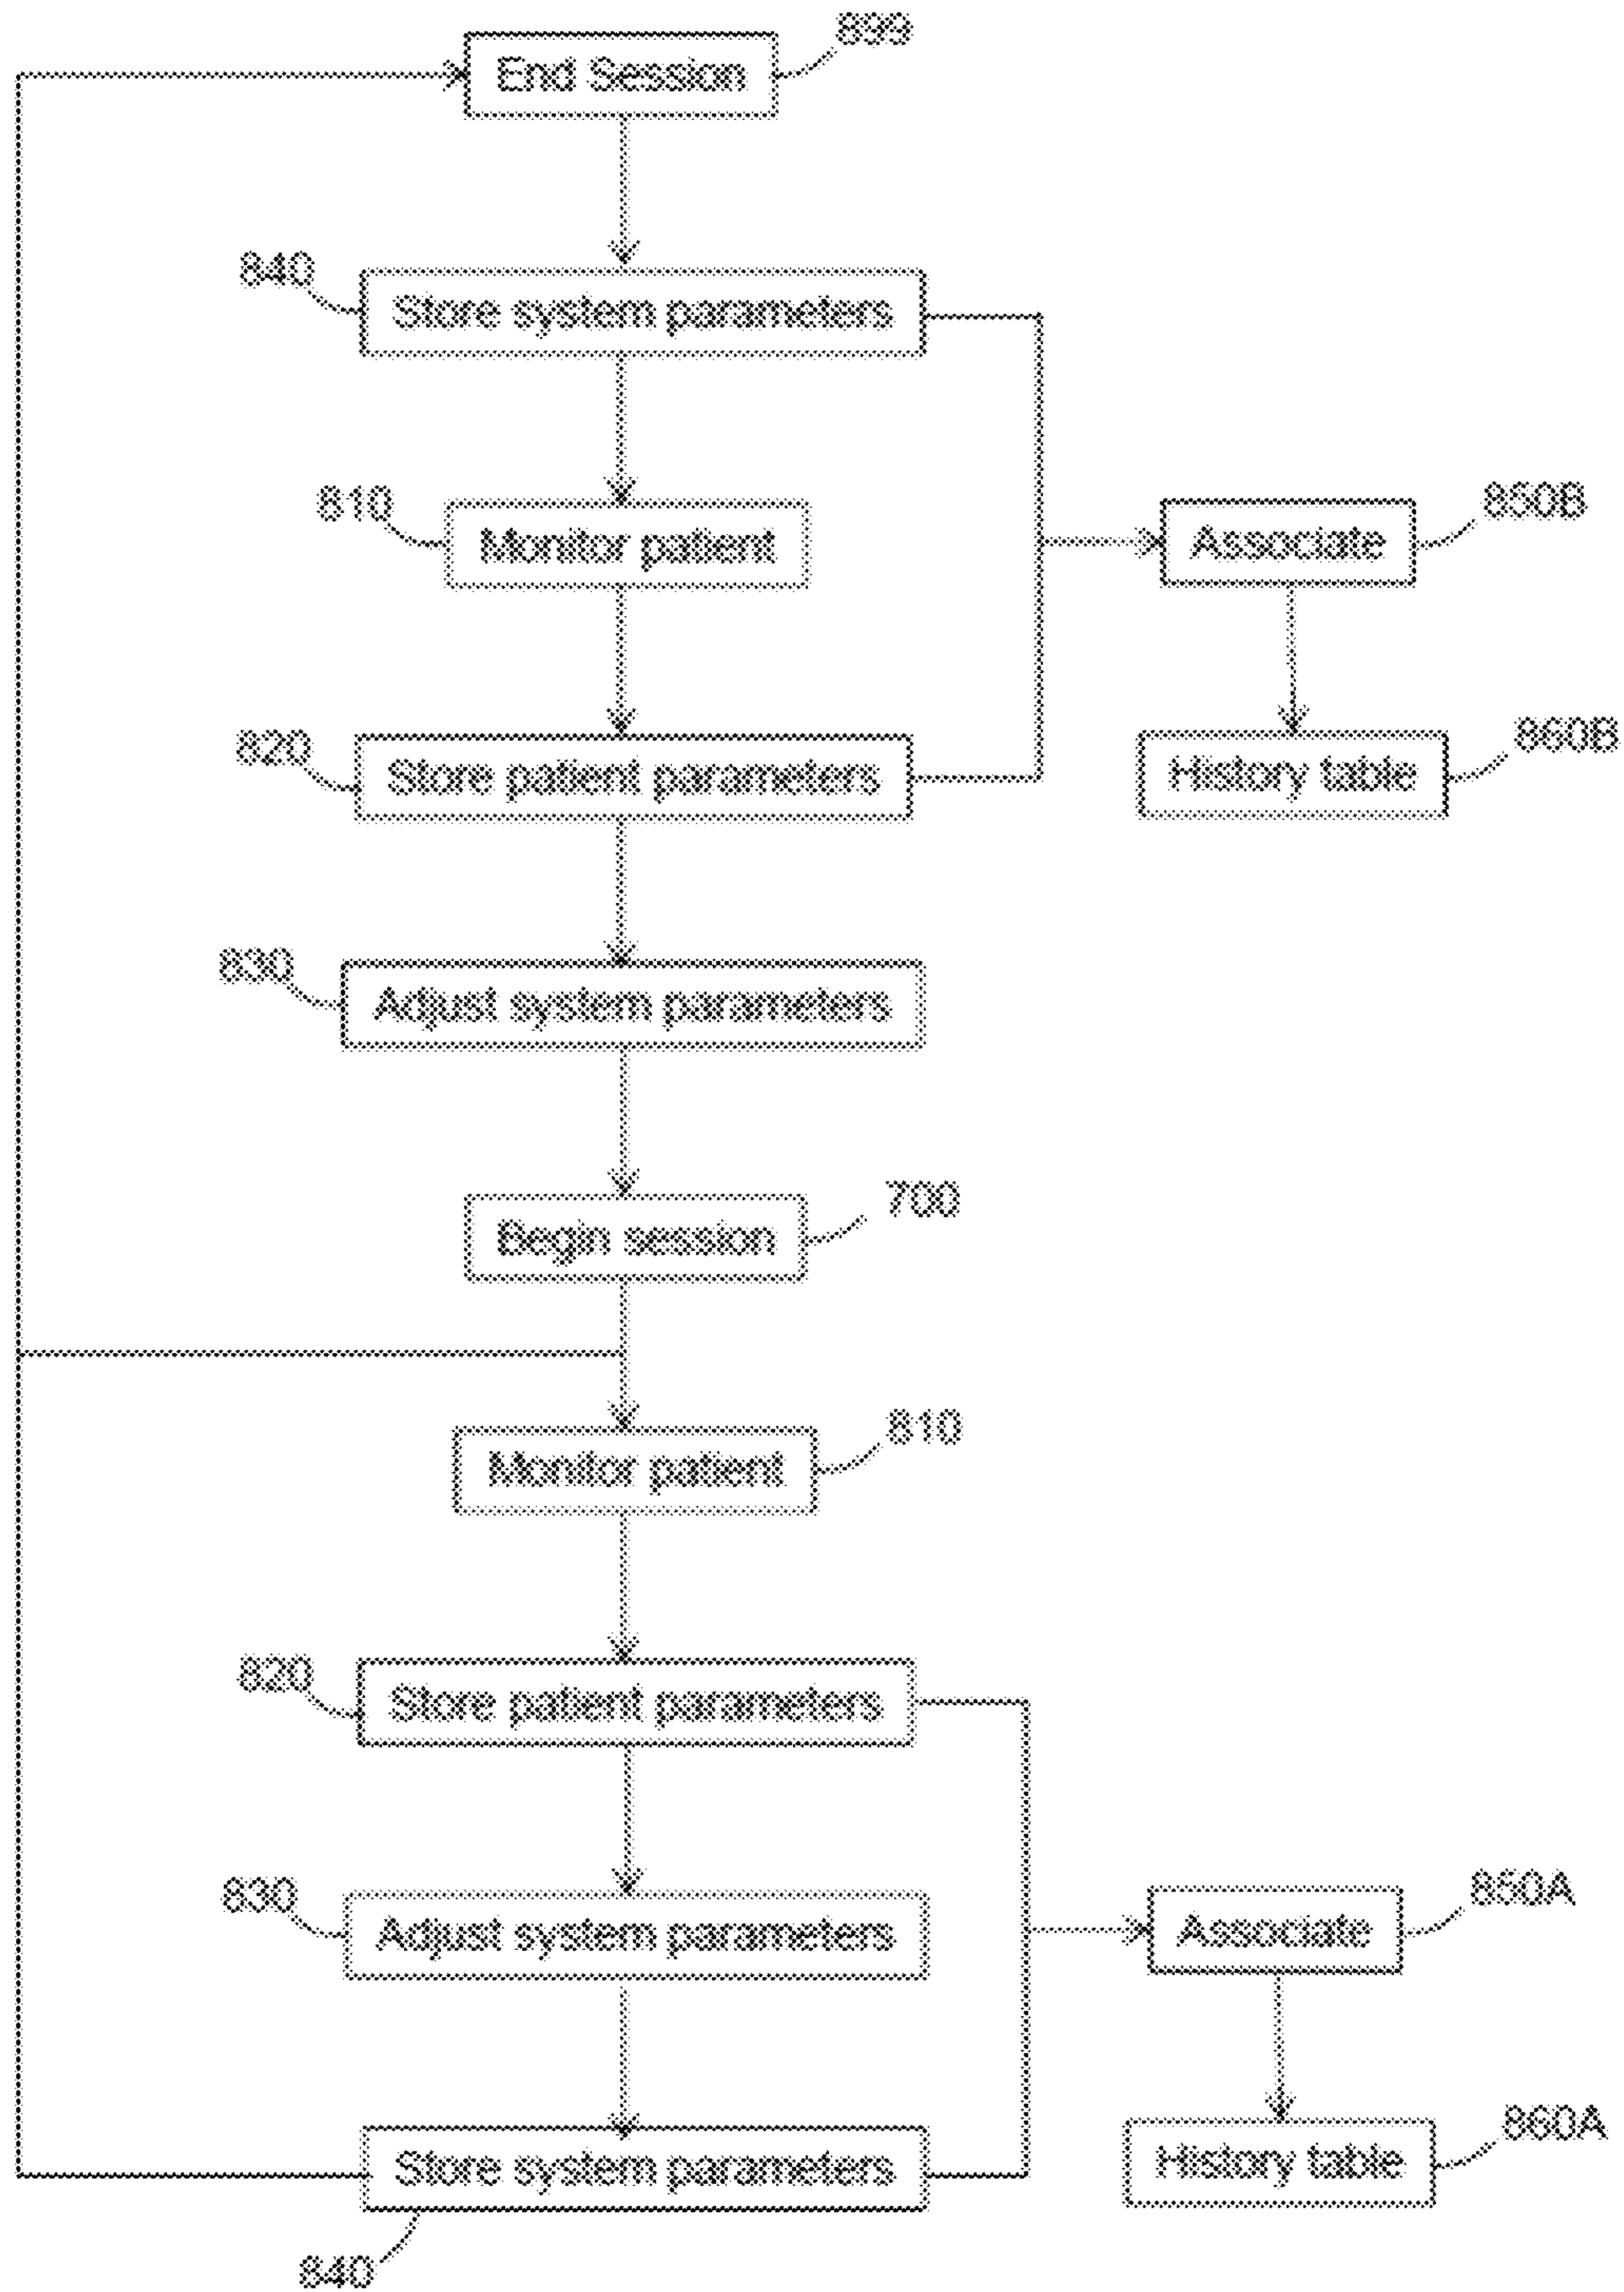 899
End Session
840
Store system parameters
810
Monitor patient
850B
Associate
820
Store patient parameters
860B
History table
830
Adjust system parameters
700
Begin session
810
Monitor patient
820
Store patient parameters
830
Adjust system parameters
850A
Associate
860A
History table
Store system parameters
840